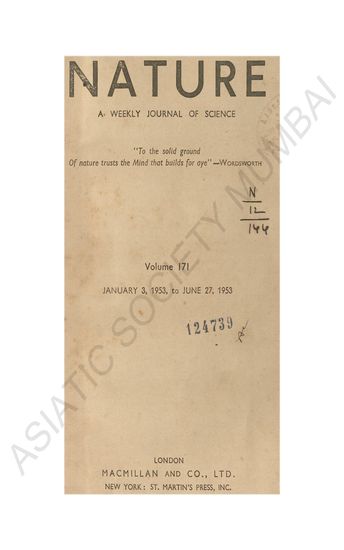 NATURE
A WEEKLY JOURNAL OF SCIENCE
"To the solid ground
Of nature trusts the Mind that builds for aye"—WORDSWORTH
N
12
144
Volume 171
JANUARY 3, 1953, to JUNE 27, 1953
124739
ASIATIC SOCIETY MUMBAI
LONDON
MACMILLAN AND CO., LTD.
NEW YORK: ST. MARTIN'S PRESS, INC.